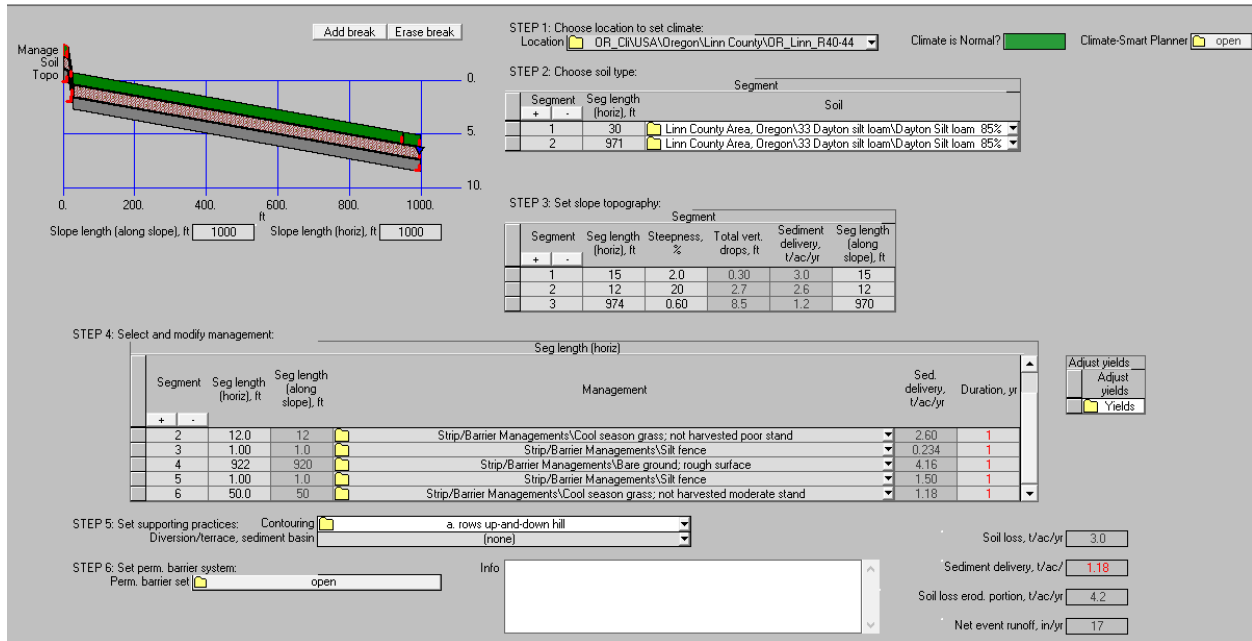 Add break Erase break
Manage
Soil
Topo
0.
5.
10.
0. 200. 400. 600. 800. 1000.
ft
Slope length (along slope), ft 1000 Slope length (horiz), ft 1000
STEP 1: Choose location to set climate:
Location OR_Cli\USA\Oregon\Linn County\OR_Linn_R40-44
Climate is Normal?
Climate-Smart Planner open
STEP 2: Choose soil type:
Segment
Segment Seg length (horiz), ft Soil
+ -
1 30 Linn County Area, Oregon\33 Dayton silt loam\Dayton Silt loam 85%
2 971 Linn County Area, Oregon\33 Dayton silt loam\Dayton Silt loam 85%
STEP 3: Set slope topography:
Segment
Segment Seg length (horiz), ft Steepness, % Total vert. drops, ft Sediment delivery, t/ac/yr Seg length (along slope), ft
+ -
1 15 2.0 0.30 3.0 15
2 12 20 2.7 2.6 12
3 974 0.60 8.5 1.2 970
STEP 4: Select and modify management:
Seg length (horiz)
Segment Seg length (horiz), ft Seg length (along slope), ft Management Sed. delivery, t/ac/yr Duration, yr
+ -
2 12.0 12 Strip/Barrier Managements\Cool season grass; not harvested poor stand 2.60 1
3 1.00 1.0 Strip/Barrier Managements\Silt fence 0.234 1
4 922 920 Strip/Barrier Managements\Bare ground; rough surface 4.16 1
5 1.00 1.0 Strip/Barrier Managements\Silt fence 1.50 1
6 50.0 50 Strip/Barrier Managements\Cool season grass; not harvested moderate stand 1.18 1
Adjust yields
Adjust yields
Yields
STEP 5: Set supporting practices: Contouring a. rows up-and-down hill
Diversion/terrace, sediment basin (none)
STEP 6: Set perm. barrier system:
Perm. barrier set open
Info
Soil loss, t/ac/yr 3.0
Sediment delivery, t/ac/ 1.18
Soil loss erod. portion, t/ac/yr 4.2
Net event runoff, in/yr 17